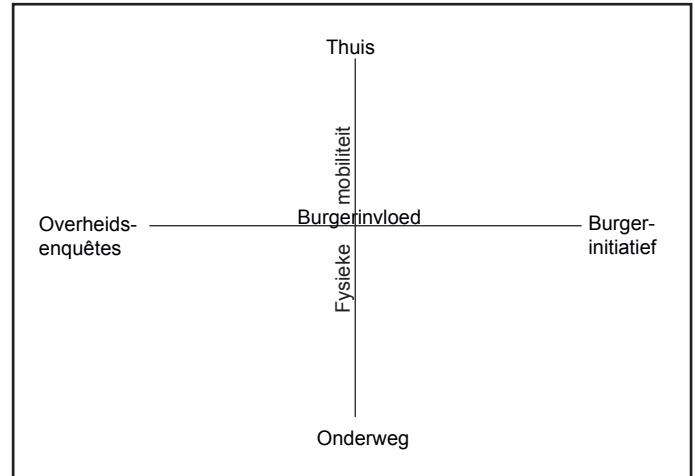 Thuis
mobiliteit
Burgerinvloed
Overheids-
enquêtes
Burger-
initiatief
Fysieke
Onderweg